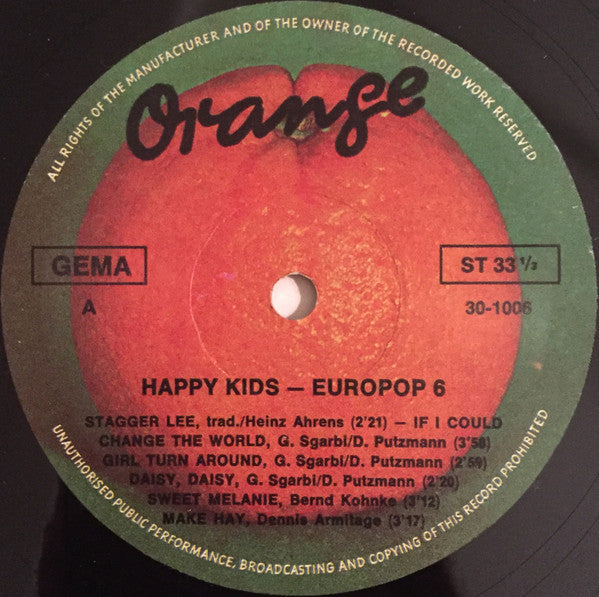 ALL RIGHTS OF THE MANUFACTURER AND OF THE OWNER OF THE RECORDED WORK RESERVED
Orange
GEMA
ST 33 1/3
A
30-1006
HAPPY KIDS — EUROPOP 6
STAGGER LEE, trad./Heinz Ahrens (2'21) — IF I COULD
CHANGE THE WORLD, G. Sgarbi/D. Putzmann (3'58)
GIRL TURN AROUND, G. Sgarbi/D. Putzmann (2'59)
DAISY, DAISY, G. Sgarbi/D. Putzmann (2'20)
SWEET MELANIE, Bernd Kohnke (3'12)
MAKE HAY, Dennis Armitage (3'17)
UNAUTHORISED PUBLIC PERFORMANCE, BROADCASTING AND COPYING OF THIS RECORD PROHIBITED